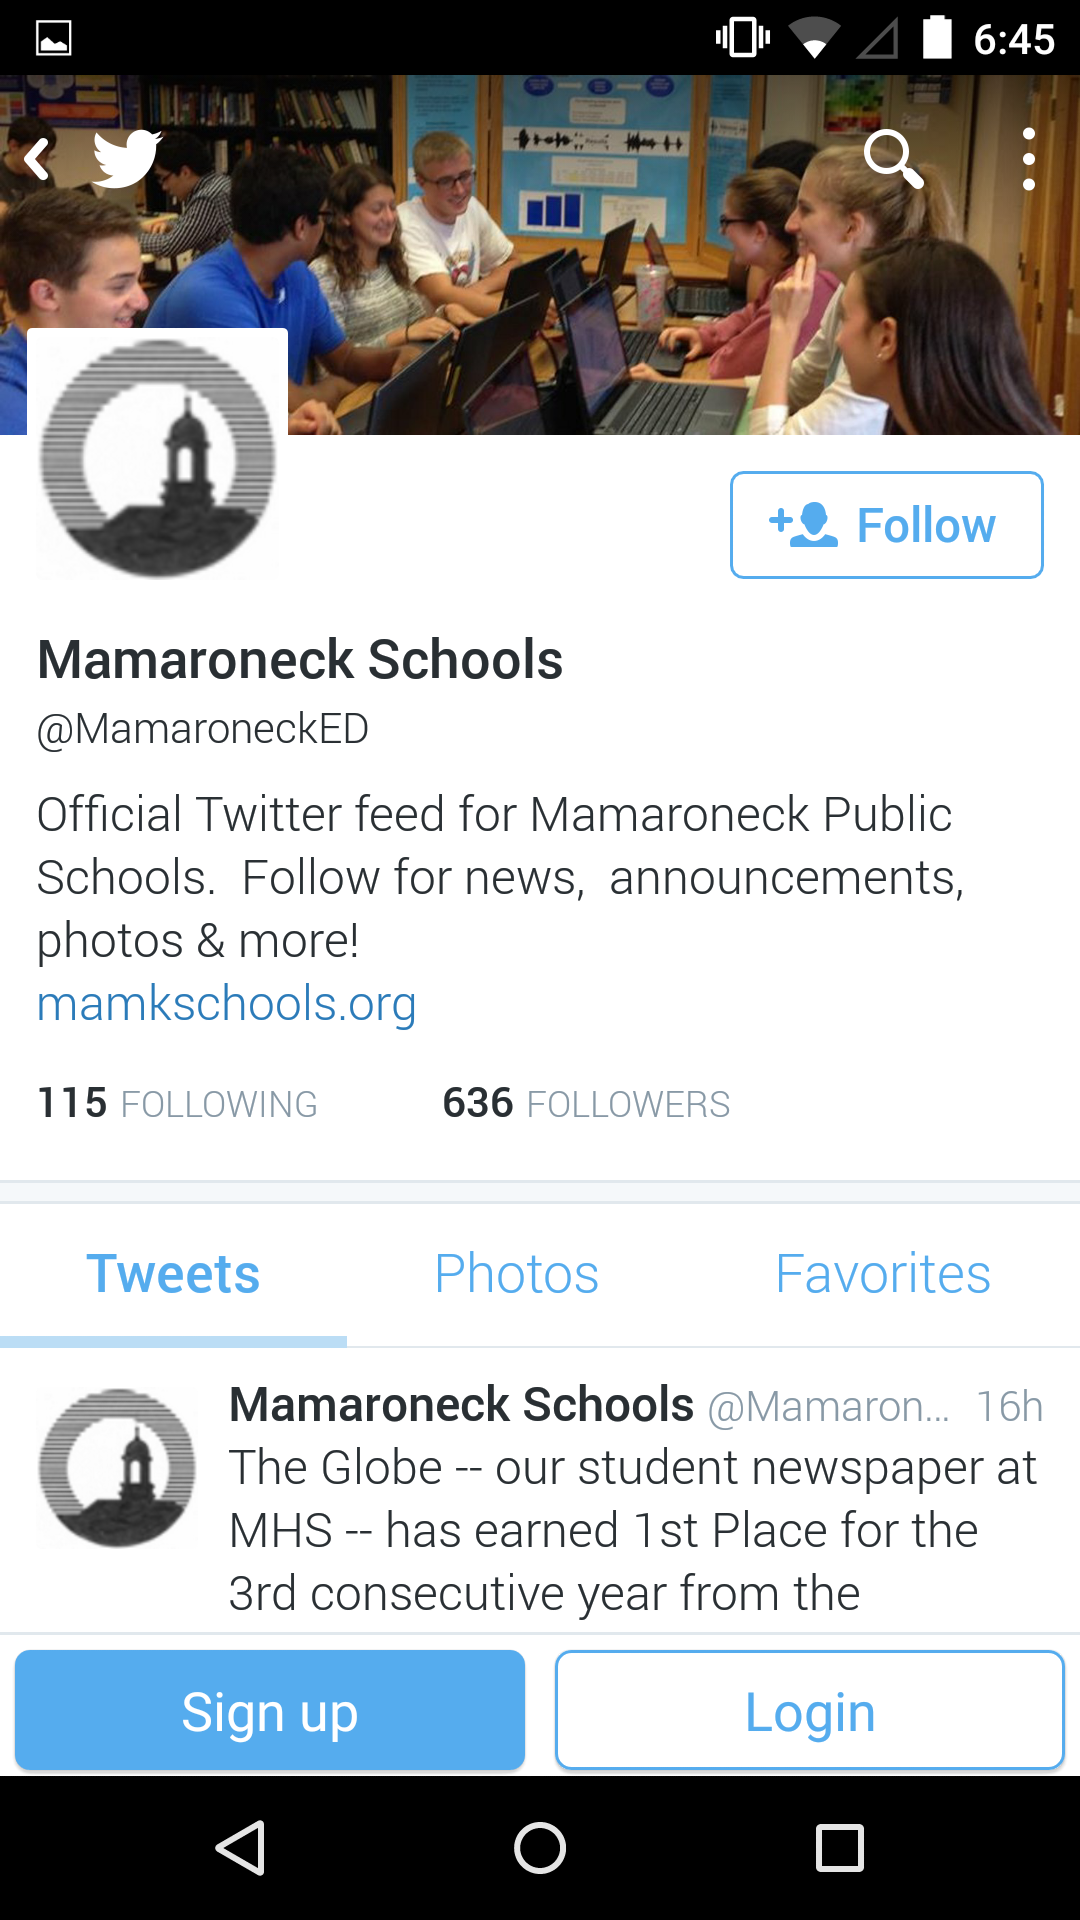 6:45
Follow
Mamaroneck Schools
@MamaroneckED
Official Twitter feed for Mamaroneck Public
Schools.  Follow for news,  announcements,
photos & more!
mamkschools.org
115 FOLLOWING 636 FOLLOWERS
Tweets Photos Favorites
Mamaroneck Schools @Mamaron... 16h
The Globe -- our student newspaper at
MHS -- has earned 1st Place for the
3rd consecutive year from the
Sign up Login